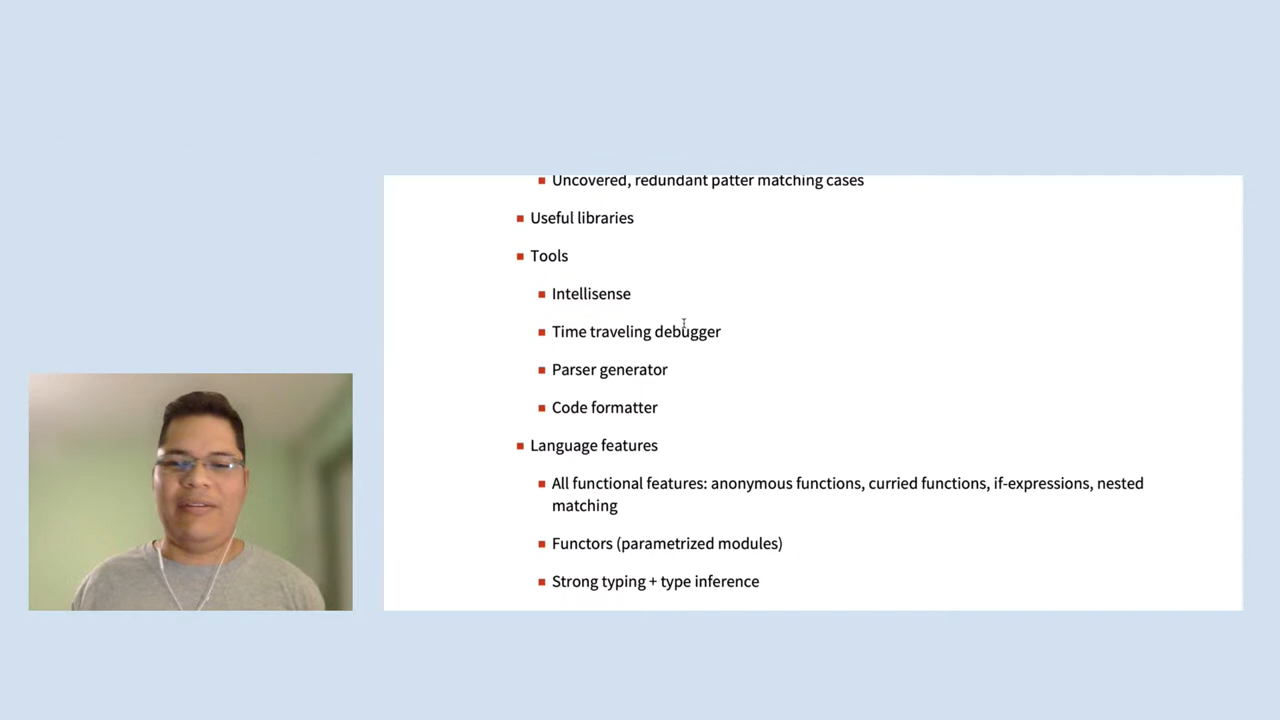 Uncovered, redundant patter matching cases
Useful libraries
Tools
Intellisense
Time traveling debugger
Parser generator
Code formatter
Language features
All functional features: anonymous functions, curried functions, if-expressions, nested
matching
Functors (parametrized modules)
Strong typing + type inference